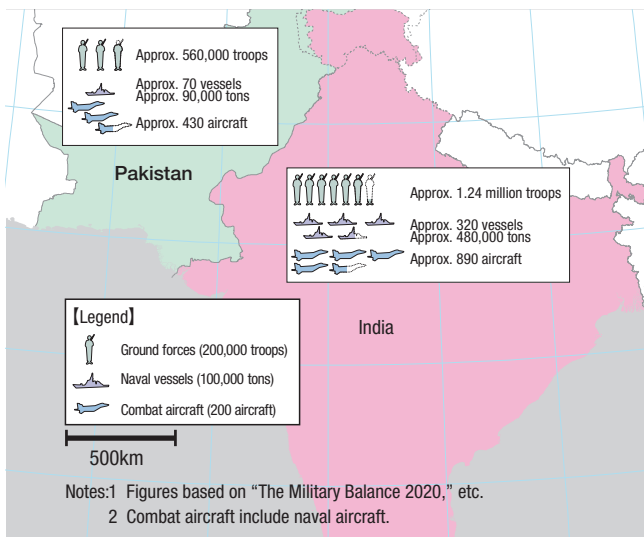 Approx. 560,000 troops
Approx. 70 vessels
Approx. 90,000 tons
Approx. 430 aircraft
Pakistan
Approx. 1.24 million troops
Approx. 320 vessels
Approx. 480,000 tons
Approx. 890 aircraft
【Legend】
Ground forces (200,000 troops)
Naval vessels (100,000 tons)
Combat aircraft (200 aircraft)
India
500km
Notes:1 Figures based on “The Military Balance 2020,” etc.
2 Combat aircraft include naval aircraft.